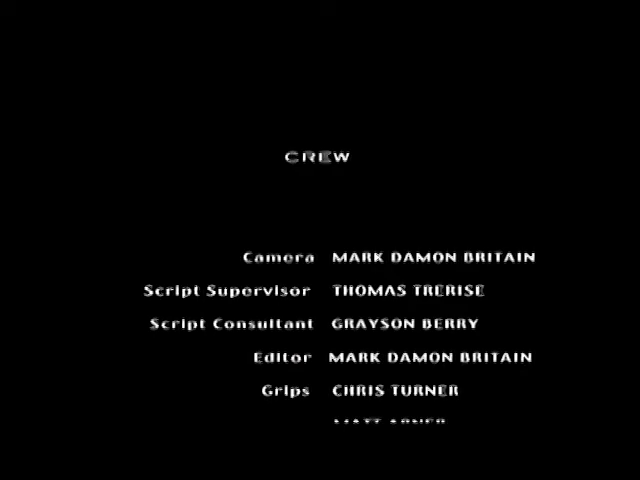 CREW
Camera MARK DAMON BRITAIN
Script Supervisor THOMAS TRERISE
Script Consultant GRAYSON BERRY
Editor MARK DAMON BRITAIN
Grips CHRIS TURNER